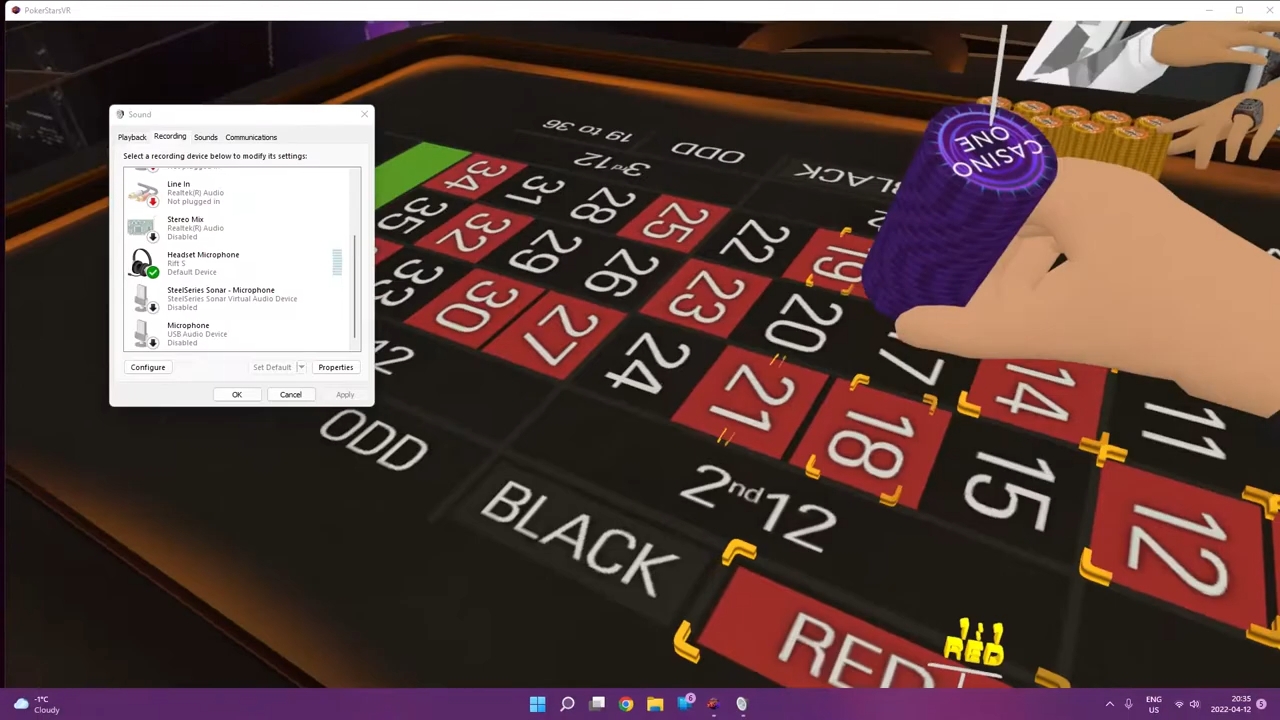 PokerStarsVR
Sound
Playback
Recording
Sounds
Communications
Select a recording device below to modify its settings:
Line In
Realtek(R) Audio
Not plugged in
Stereo Mix
Realtek(R) Audio
Disabled
Headset Microphone
Rift S
Default Device
SteelSeries Sonar - Microphone
SteelSeries Sonar Virtual Audio Device
Disabled
Microphone
USB Audio Device
Disabled
Configure
Set Default
Properties
OK
Cancel
Apply
19 to 36
ODD
BLACK
3rd 12
CASINO
ONE
34
31
28
25
22
19
35
32
29
26
23
20
17
14
11
33
30
27
24
21
18
15
12
12
2nd 12
ODD
BLACK
RED
RED
-1°C
Cloudy
6
ENG
US
20:35
2022-04-12